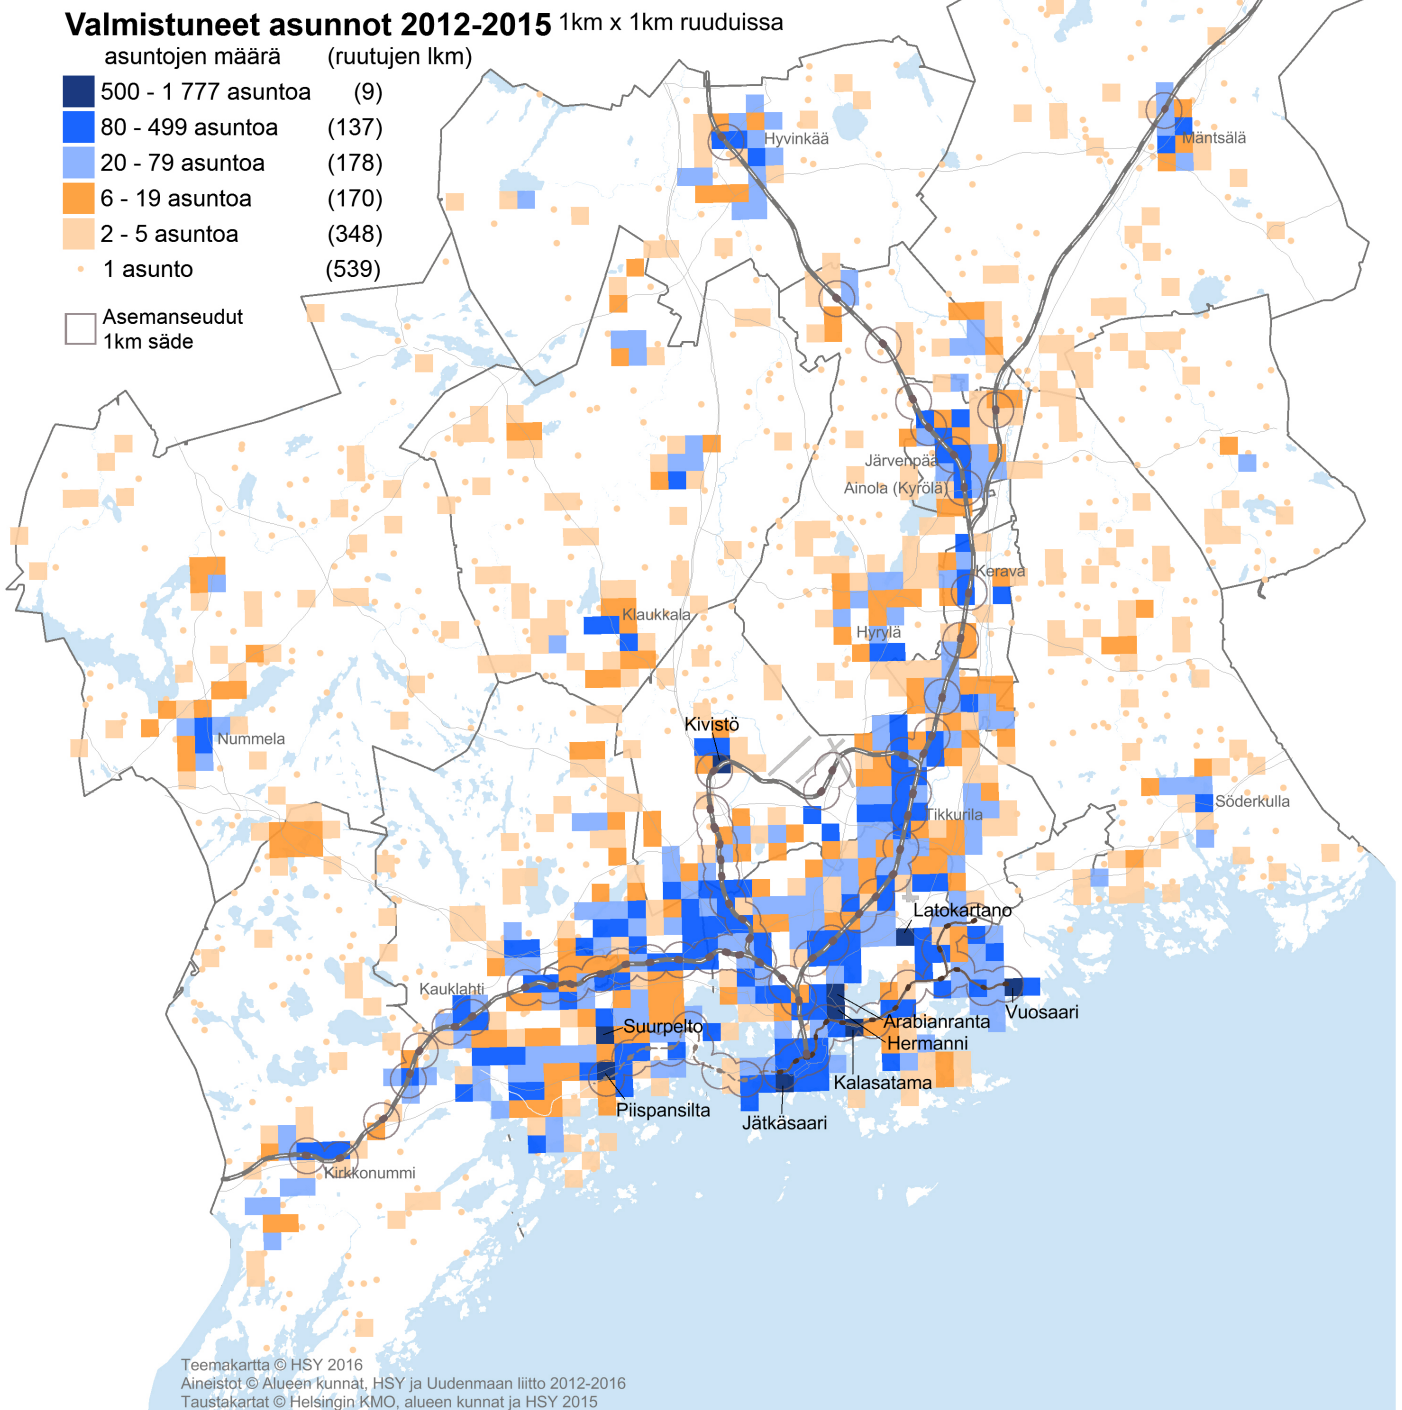 Valmistuneet asunnot 2012-2015 1km x 1km ruuduissa
asuntojen määrä (ruutujen lkm)
500 - 1 777 asuntoa (9)
80 - 499 asuntoa (137)
20 - 79 asuntoa (178)
6 - 19 asuntoa (170)
2 - 5 asuntoa (348)
1 asunto (539)
Asemanseudut
1km säde
Hyvinkää
Mäntsälä
Järvenpää
Ainola (Kyrölä)
Kerava
Klaukkala
Hyrylä
Kivistö
Nummela
Söderkulla
Tikkurila
Latokartano
Kauklahti
Vuosaari
Arabianranta
Suurpelto
Hermanni
Kalasatama
Piispansilta
Jätkäsaari
Kirkkonummi
Teemakartta © HSY 2016
Aineistot © Alueen kunnat, HSY ja Uudenmaan liitto 2012-2016
Taustakartat © Helsingin KMO, alueen kunnat ja HSY 2015